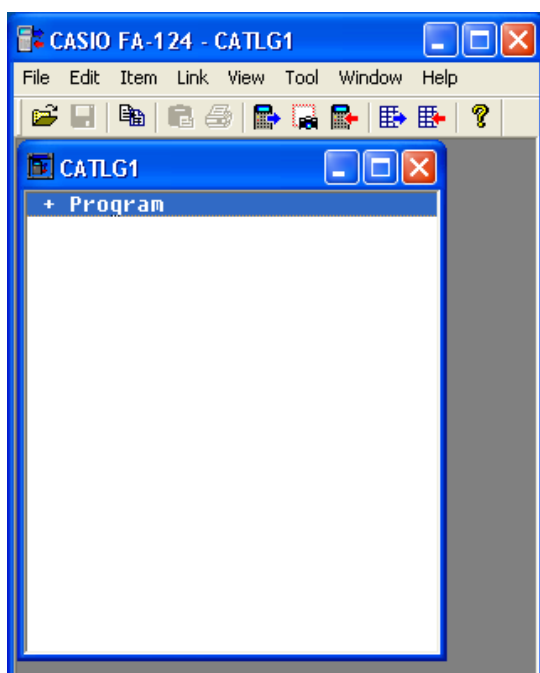 CASIO FA-124 - CATLG1
File Edit Item Link View Tool Window Help
CATLG1
+ Program